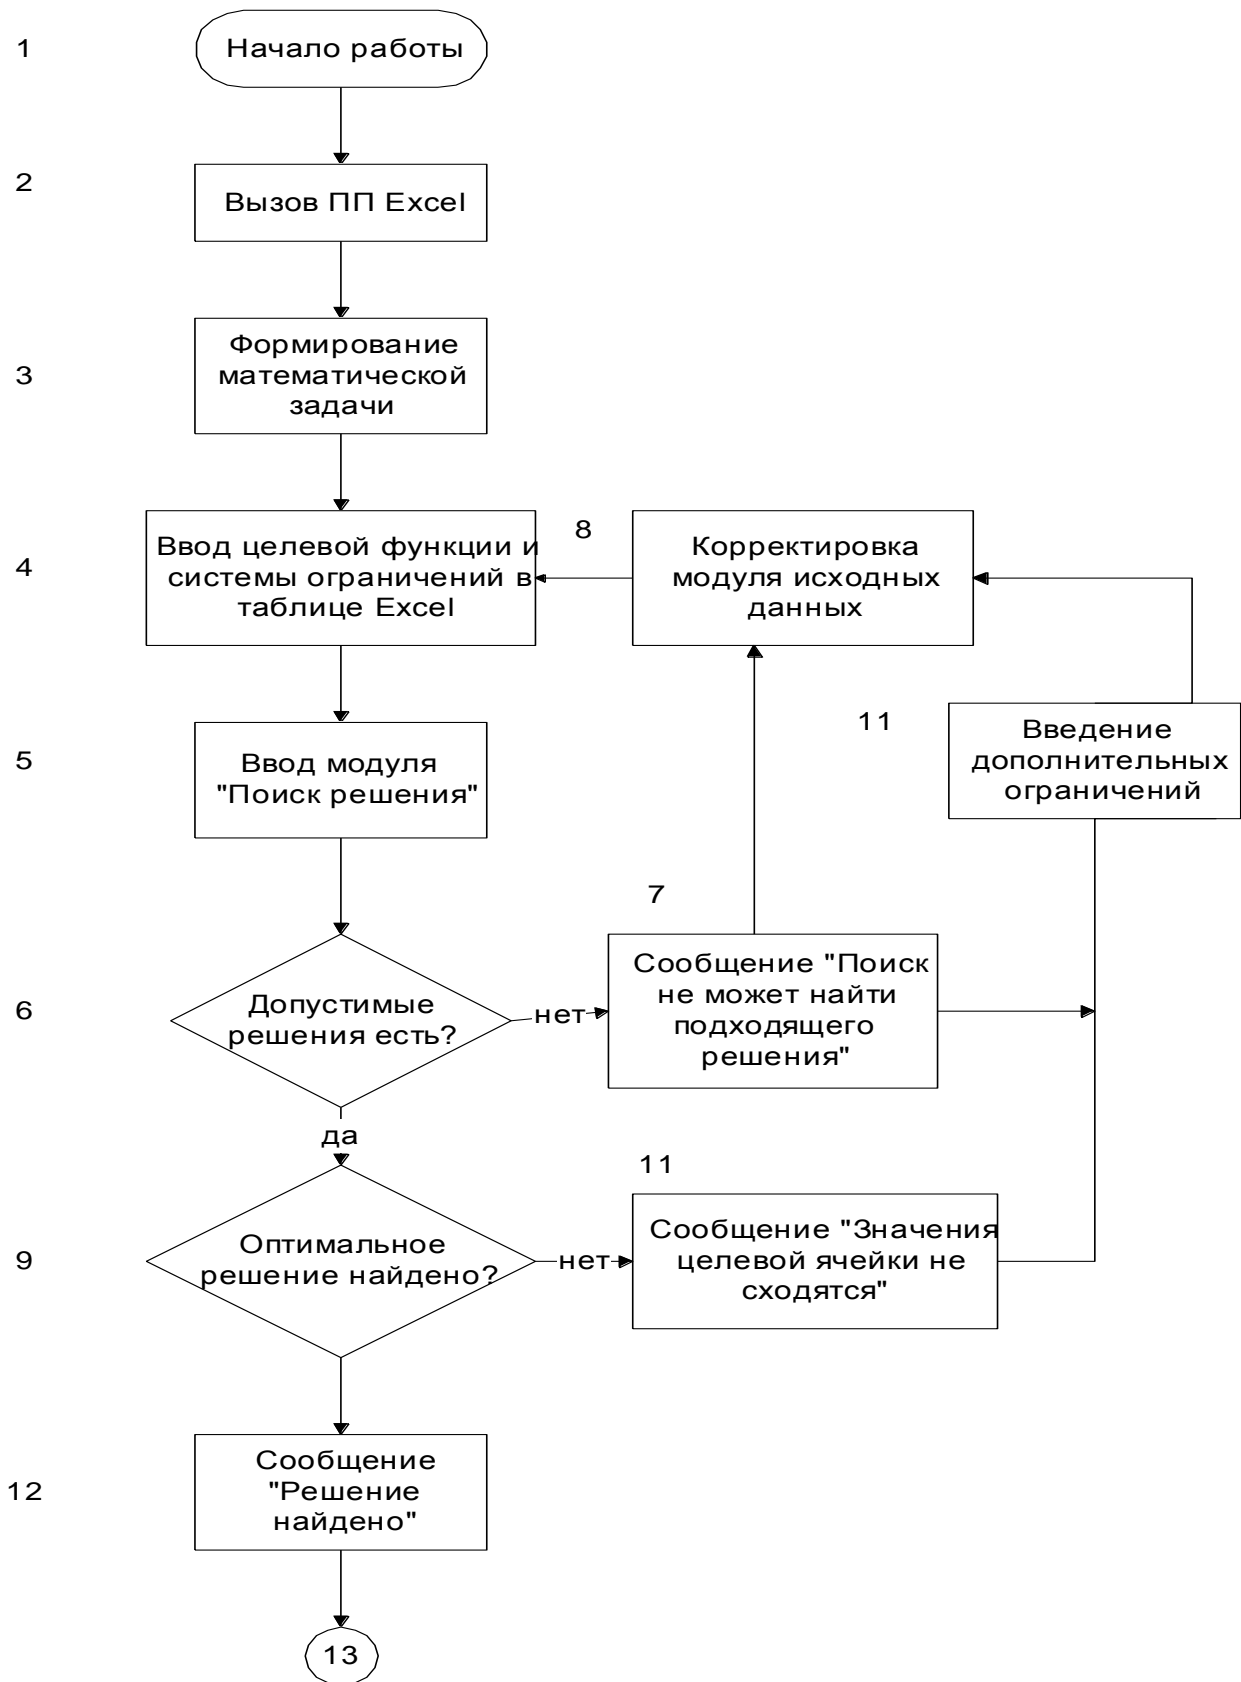 1
Начало работы
2
Вызов ПП Excel
3
Формирование
математической
задачи
4
Ввод целевой функции и
системы ограничений в
таблице Excel
8
Корректировка
модуля исходных
данных
5
Ввод модуля
"Поиск решения"
11
Введение
дополнительных
ограничений
6
Допустимые
решения есть?
нет
7
Сообщение "Поиск
не может найти
подходящего
решения"
да
9
Оптимальное
решение найдено?
нет
11
Сообщение "Значения
целевой ячейки не
сходятся"
12
Сообщение
"Решение
найдено"
13